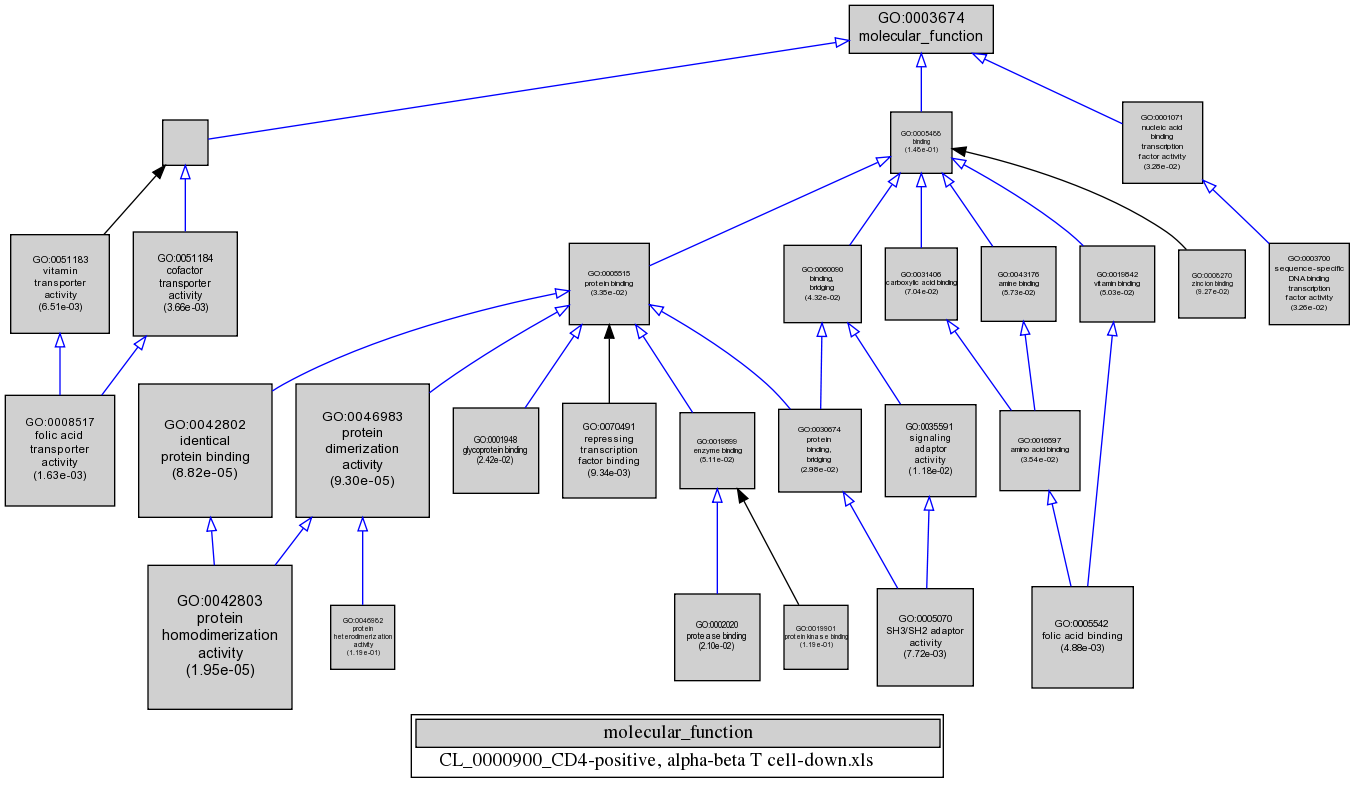 GO:0003674
molecular_function
GO:0005488
binding
(1.48e-01)
GO:0001071
nucleic acid
binding
transcription
factor activity
(3.26e-02)
GO:0051183
vitamin
transporter
activity
(6.51e-03)
GO:0051184
cofactor
transporter
activity
(3.66e-03)
GO:0005515
protein binding
(3.35e-02)
GO:0060090
binding,
bridging
(4.32e-02)
GO:0031406
carboxylic acid binding
(7.04e-02)
GO:0043176
amine binding
(5.73e-02)
GO:0019842
vitamin binding
(5.03e-02)
GO:0008270
zinc ion binding
(9.27e-02)
GO:0003700
sequence-specific
DNA binding
transcription
factor activity
(3.26e-02)
GO:0008517
folic acid
transporter
activity
(1.63e-03)
GO:0042802
identical
protein binding
(8.82e-05)
GO:0046983
protein
dimerization
activity
(9.30e-05)
GO:0001948
glycoprotein binding
(2.42e-02)
GO:0070491
repressing
transcription
factor binding
(9.34e-03)
GO:0019899
enzyme binding
(5.11e-02)
GO:0030674
protein
binding,
bridging
(2.98e-02)
GO:0035591
signaling
adaptor
activity
(1.18e-02)
GO:0016597
amino acid binding
(3.54e-02)
GO:0042803
protein
homodimerization
activity
(1.95e-05)
GO:0046982
protein
heterodimerization
activity
(1.19e-01)
GO:0002020
protease binding
(2.10e-02)
GO:0019901
protein kinase binding
(1.19e-01)
GO:0005070
SH3/SH2 adaptor
activity
(7.72e-03)
GO:0005542
folic acid binding
(4.88e-03)
molecular_function
CL_0000900_CD4-positive, alpha-beta T cell-down.xls